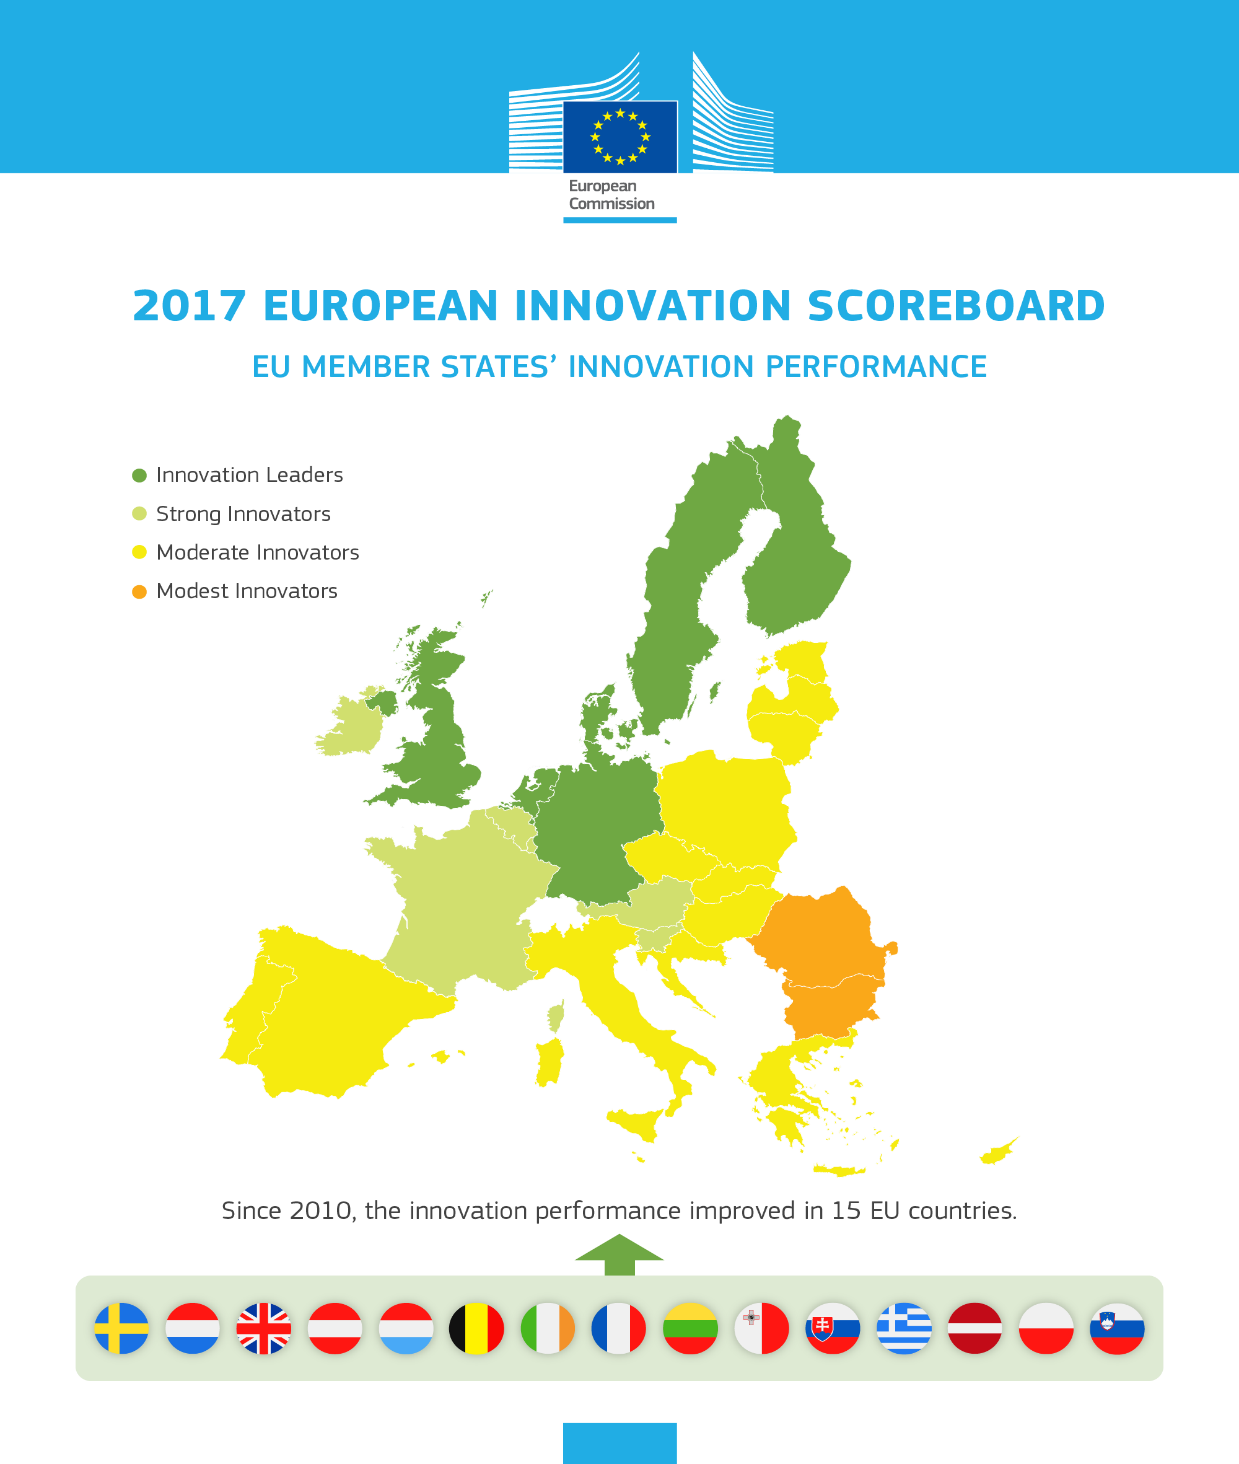 European
Commission
2017 EUROPEAN INNOVATION SCOREBOARD
EU MEMBER STATES’ INNOVATION PERFORMANCE
Innovation Leaders
Strong Innovators
Moderate Innovators
Modest Innovators
Since 2010, the innovation performance improved in 15 EU countries.